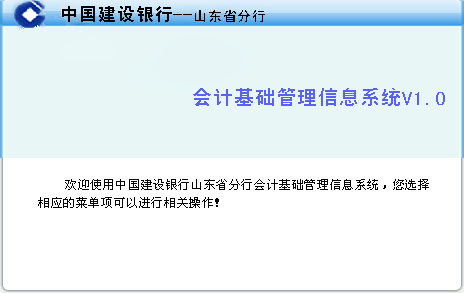 中国建设银行--山东省分行
会计基础管理信息系统V1.0
欢迎使用中国建设银行山东省分行会计基础管理信息系统，您选择
相应的菜单项可以进行相关操作!